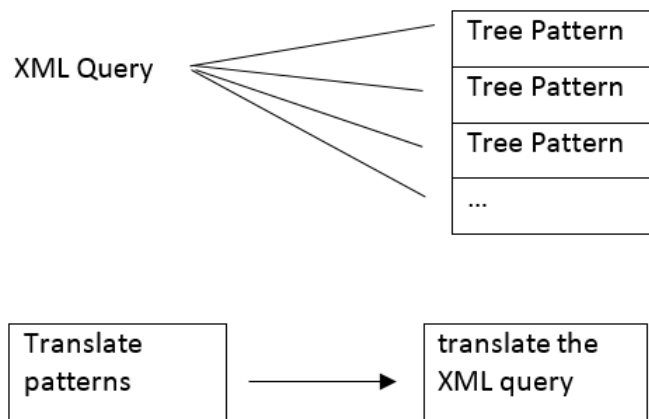 Tree Pattern
XML Query
Tree Pattern
Tree Pattern
...
Translate
patterns
translate the
XML query